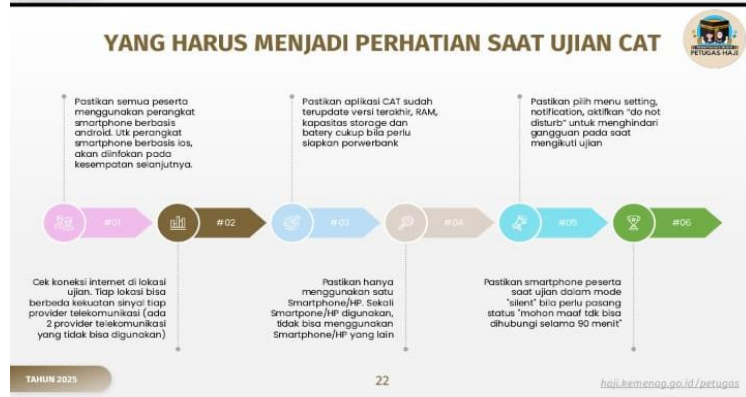 YANG HARUS MENJADI PERHATIAN SAAT UJIAN CAT
PETUGAS HAJI
Pastikan semua peserta
menggunakan perangkat
smartphone berbasis
android. Utk perangkat
smartphone berbasis ios,
akan diinfokan pada
kesempatan selanjutnya.
Pastikan aplikasi CAT sudah
terupdate versi terakhir, RAM,
kapasitas storage dan
batery cukup bila perlu
siapkan porwerbank
Pastikan pilh menu setting,
notification, aktifkan "do not
disturb" untuk menghindari
gangguan pada saat
mengikuti ujian
#01
#02
#03
#04
#05
#06
Cek koneksi internet di lokasi
ujian. Tiap lokasi bisa
berbeda kekuatan sinyal tiap
provider telekomunikasi (ada
2 provider telekomunikasi
yang tidak bisa digunakan)
Pastikan hanya
menggunakan satu
Smartphone/HP. Sekali
Smartpone/HP digunakan,
tidak bisa menggunakan
Smartphone/HP yang lain
Pastikan smartphone peserta
saat ujian dalam mode
"silent" bila perlu pasang
status "mohon maaf tdk bisa
dihubungi selama 90 menit"
TAHUN 2025
22
haji.kemenag.go.id/petugas